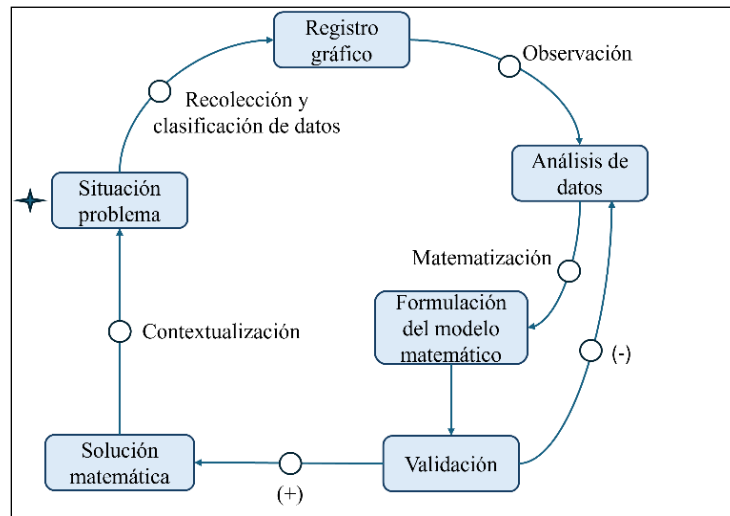 Registro
gráfico
Observación
Recolección y
clasificación de datos
Análisis de
datos
Situación
problema
Matematización
Formulación
del modelo
matemático
Contextualización
(-)
Solución
matemática
Validación
(+)